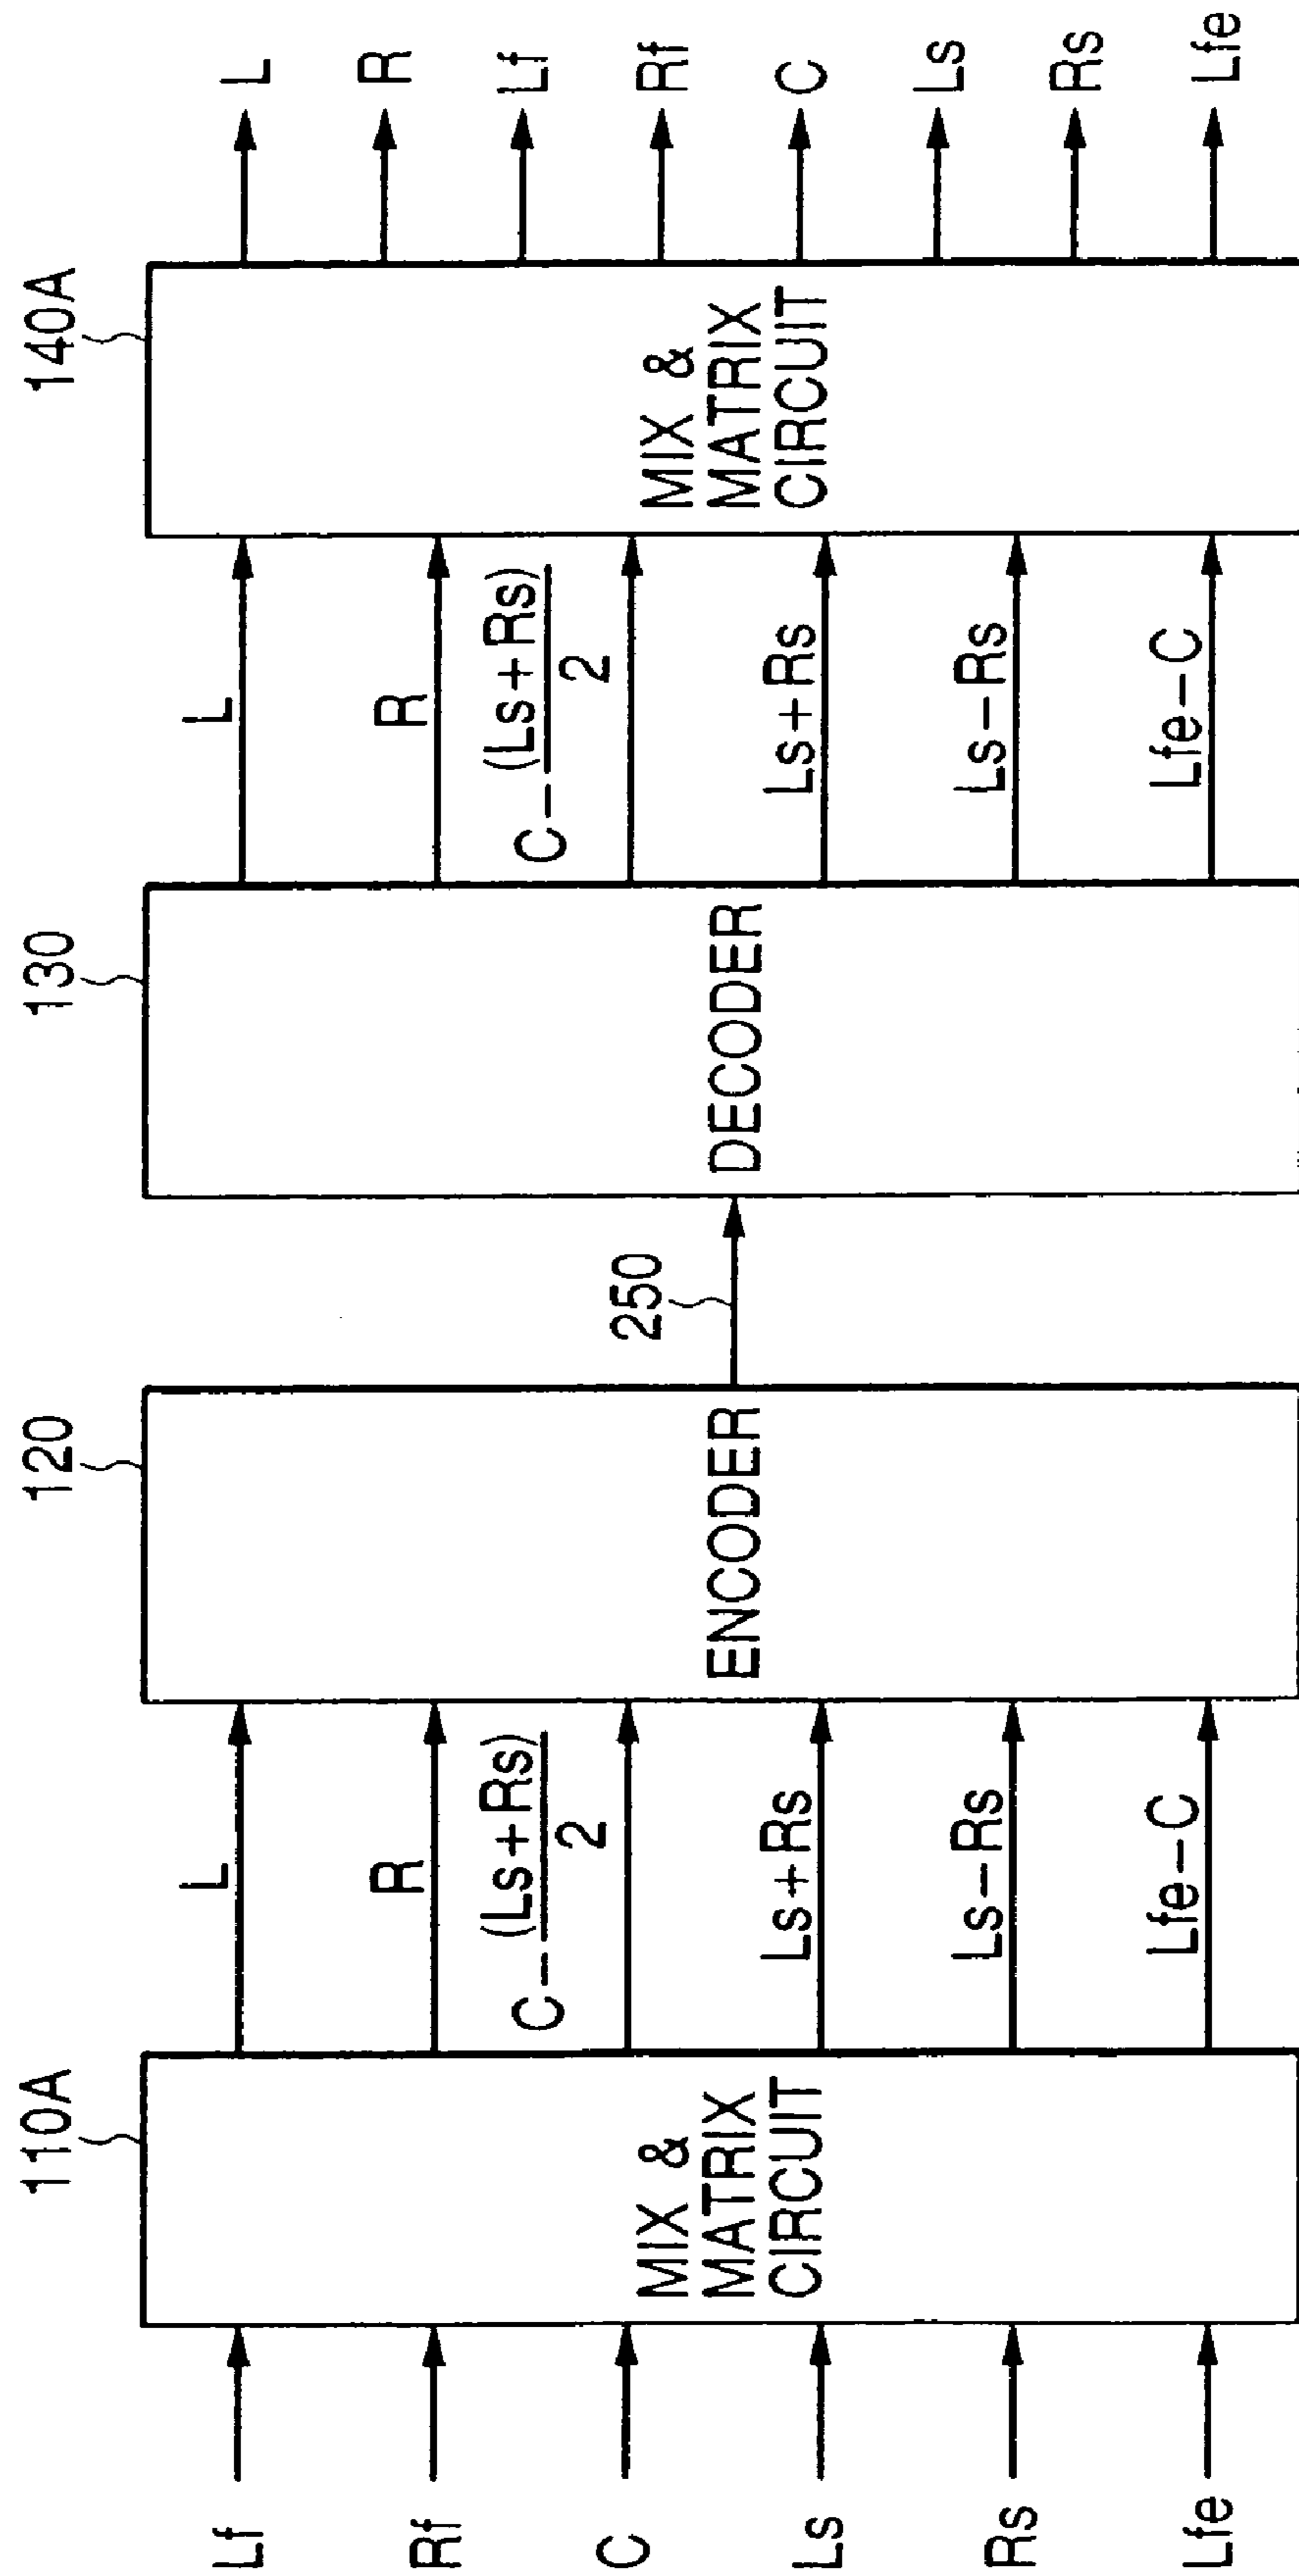 110A
120
130
140A
Lf
Rf
C
Ls
Rs
Lfe
MIX &
MATRIX
CIRCUIT
L
R
C-(Ls+Rs)/2
Ls+Rs
Ls-Rs
Lfe-C
ENCODER
250
DECODER
L
R
C-(Ls+Rs)/2
Ls+Rs
Ls-Rs
Lfe-C
MIX &
MATRIX
CIRCUIT
L
R
Lf
Rf
C
Ls
Rs
Lfe